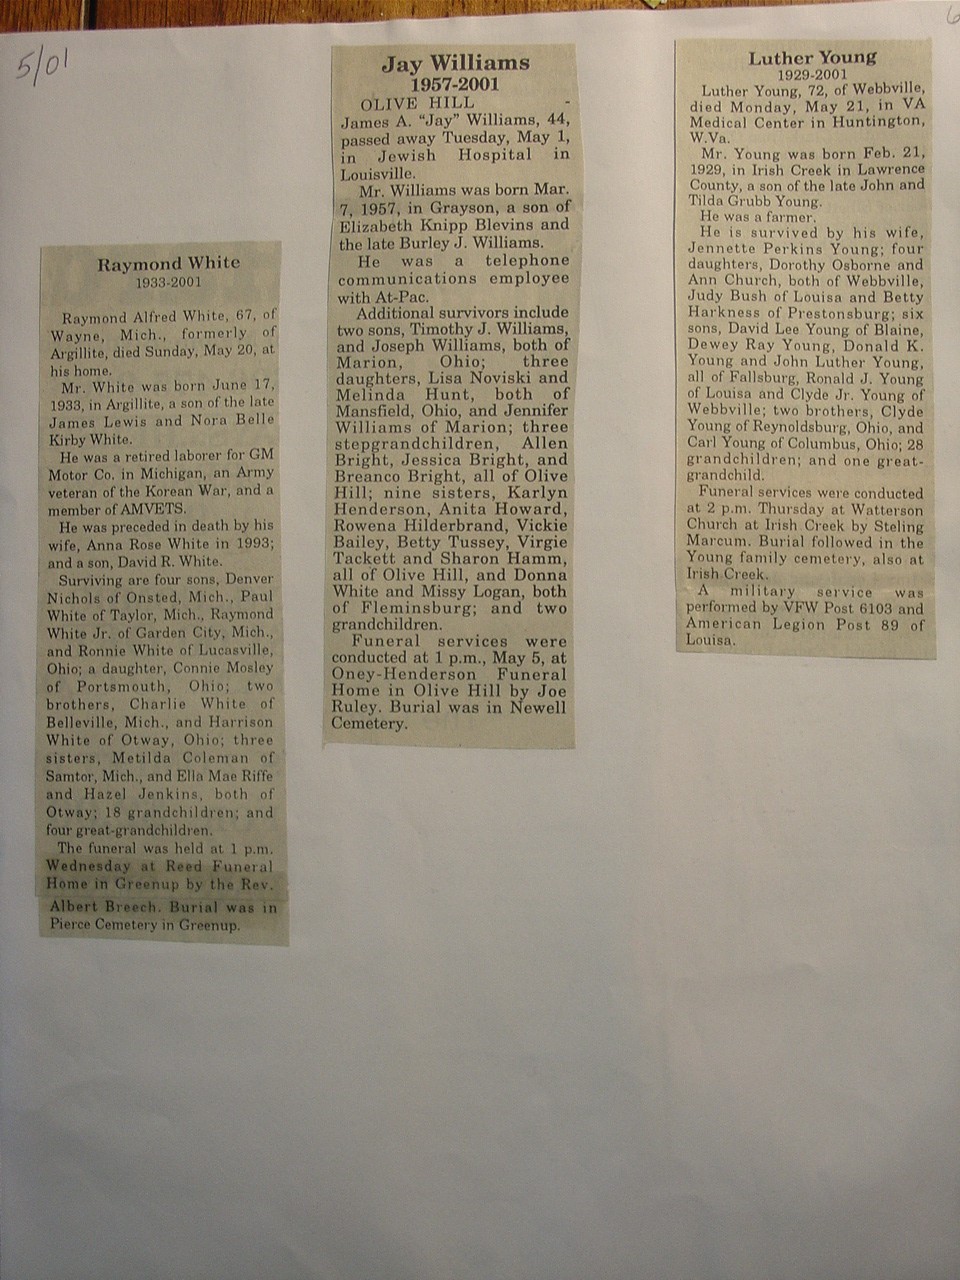 5/01
6
Raymond White
1933-2001
Raymond Alfred White, 67, of
Wayne, Mich., formerly of
Argillite, died Sunday, May 20, at
his home.
Mr. White was born June 17,
1933, in Argillite, a son of the late
James Lewis and Nora Belle
Kirby White.
He was a retired laborer for GM
Motor Co. in Michigan, an Army
veteran of the Korean War, and a
member of AMVETS.
He was preceded in death by his
wife, Anna Rose White in 1993;
and a son, David R. White.
Surviving are four sons, Denver
Nichols of Onsted, Mich., Paul
White of Taylor, Mich., Raymond
White Jr. of Garden City, Mich.,
and Ronnie White of Lucasville,
Ohio; a daughter, Connie Mosley
of Portsmouth, Ohio; two
brothers, Charlie White of
Belleville, Mich., and Harrison
White of Otway, Ohio; three
sisters, Metilda Coleman of
Samtor, Mich., and Ella Mae Riffe
and Hazel Jenkins, both of
Otway; 18 grandchildren; and
four great-grandchildren.
The funeral was held at 1 p.m.
Wednesday at Reed Funeral
Home in Greenup by the Rev.
Albert Breech. Burial was in
Pierce Cemetery in Greenup.
Jay Williams
1957-2001
OLIVE HILL -
James A. “Jay” Williams, 44,
passed away Tuesday, May 1,
in Jewish Hospital in
Louisville.
Mr. Williams was born Mar.
7, 1957, in Grayson, a son of
Elizabeth Knipp Blevins and
the late Burley J. Williams.
He was a telephone
communications employee
with At-Pac.
Additional survivors include
two sons, Timothy J. Williams,
and Joseph Williams, both of
Marion, Ohio; three
daughters, Lisa Noviski and
Melinda Hunt, both of
Mansfield, Ohio, and Jennifer
Williams of Marion; three
stepgrandchildren, Allen
Bright, Jessica Bright, and
Breanco Bright, all of Olive
Hill; nine sisters, Karlyn
Henderson, Anita Howard,
Rowena Hilderbrand, Vickie
Bailey, Betty Tussey, Virgie
Tackett and Sharon Hamm,
all of Olive Hill, and Donna
White and Missy Logan, both
of Fleminsburg; and two
grandchildren.
Funeral services were
conducted at 1 p.m., May 5, at
Oney-Henderson Funeral
Home in Olive Hill by Joe
Ruley. Burial was in Newell
Cemetery.
Luther Young
1929-2001
Luther Young, 72, of Webbville,
died Monday, May 21, in VA
Medical Center in Huntington,
W.Va.
Mr. Young was born Feb. 21,
1929, in Irish Creek in Lawrence
County, a son of the late John and
Tilda Grubb Young.
He was a farmer.
He is survived by his wife,
Jennette Perkins Young; four
daughters, Dorothy Osborne and
Ann Church, both of Webbville,
Judy Bush of Louisa and Betty
Harkness of Prestonsburg; six
sons, David Lee Young of Blaine,
Dewey Ray Young, Donald K.
Young and John Luther Young,
all of Fallsburg, Ronald J. Young
of Louisa and Clyde Jr. Young of
Webbville; two brothers, Clyde
Young of Reynoldsburg, Ohio, and
Carl Young of Columbus, Ohio; 28
grandchildren; and one great-
grandchild.
Funeral services were conducted
at 2 p.m. Thursday at Watterson
Church at Irish Creek by Steling
Marcum. Burial followed in the
Young family cemetery, also at
Irish Creek.
A military service was
performed by VFW Post 6103 and
American Legion Post 89 of
Louisa.